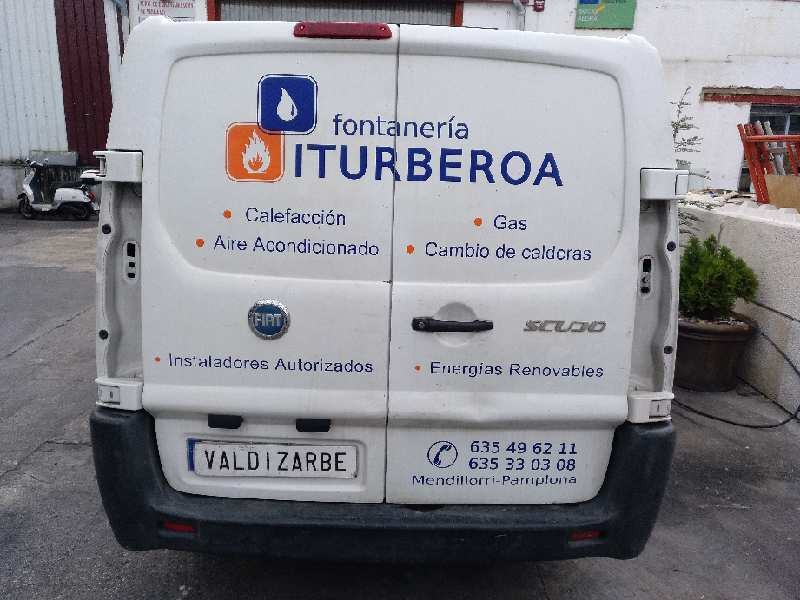 fontanería
ITURBEROA
• Calefacción
• Gas
• Aire Acondicionado
• Cambio de calderas
FIAT
SCUDO
• Instaladores Autorizados
• Energías Renovables
VALDIZARBE
635 49 62 11
635 33 03 08
Mendillorri-Pamplona